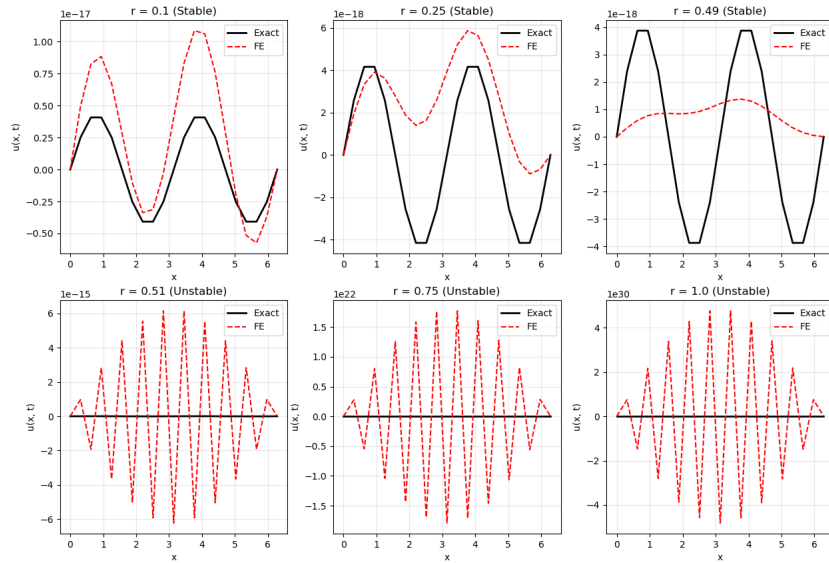 r = 0.1 (Stable)
1e−17
Exact
FE
1.00
0.75
0.50
0.25
0.00
−0.25
−0.50
u(x, t)
0 1 2 3 4 5 6
x
r = 0.25 (Stable)
1e−18
Exact
FE
6
4
2
0
−2
−4
u(x, t)
0 1 2 3 4 5 6
x
r = 0.49 (Stable)
1e−18
Exact
FE
4
3
2
1
0
−1
−2
−3
−4
u(x, t)
0 1 2 3 4 5 6
x
r = 0.51 (Unstable)
1e−15
Exact
FE
6
4
2
0
−2
−4
−6
u(x, t)
0 1 2 3 4 5 6
x
r = 0.75 (Unstable)
1e22
Exact
FE
1.5
1.0
0.5
0.0
−0.5
−1.0
−1.5
u(x, t)
0 1 2 3 4 5 6
x
r = 1.0 (Unstable)
1e30
Exact
FE
4
2
0
−2
−4
u(x, t)
0 1 2 3 4 5 6
x